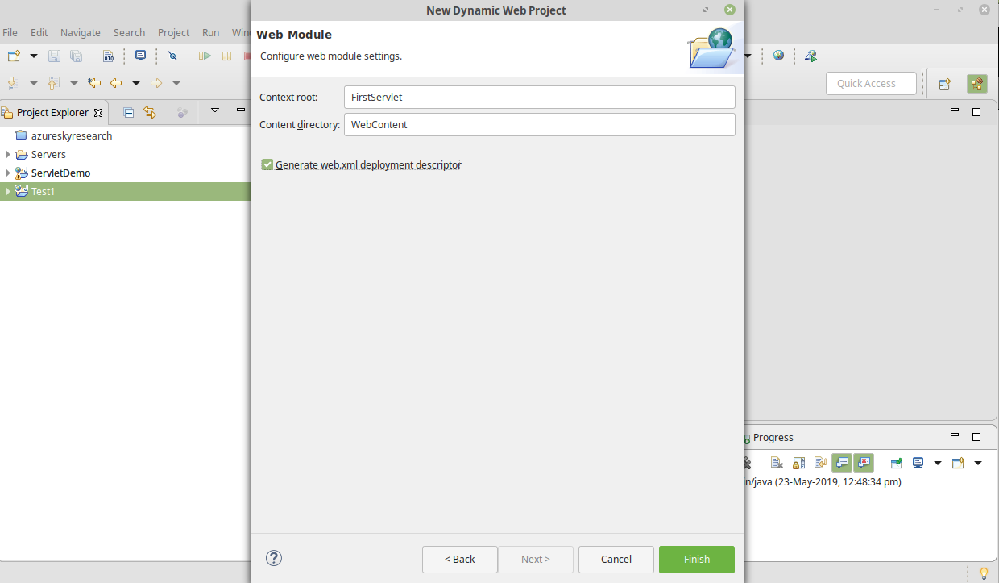 New Dynamic Web Project
File Edit Navigate Search Project Run
Web Module
Configure web module settings.
010
Quick Access
Context root: FirstServlet
Project Explorer
Content directory: WebContent
azureskyresearch
Servers
Generate web.xml deployment descriptor
ServletDemo
Test1
Progress
in/java (23-May-2019, 12:48:34 pm)
?
< Back Next > Cancel Finish